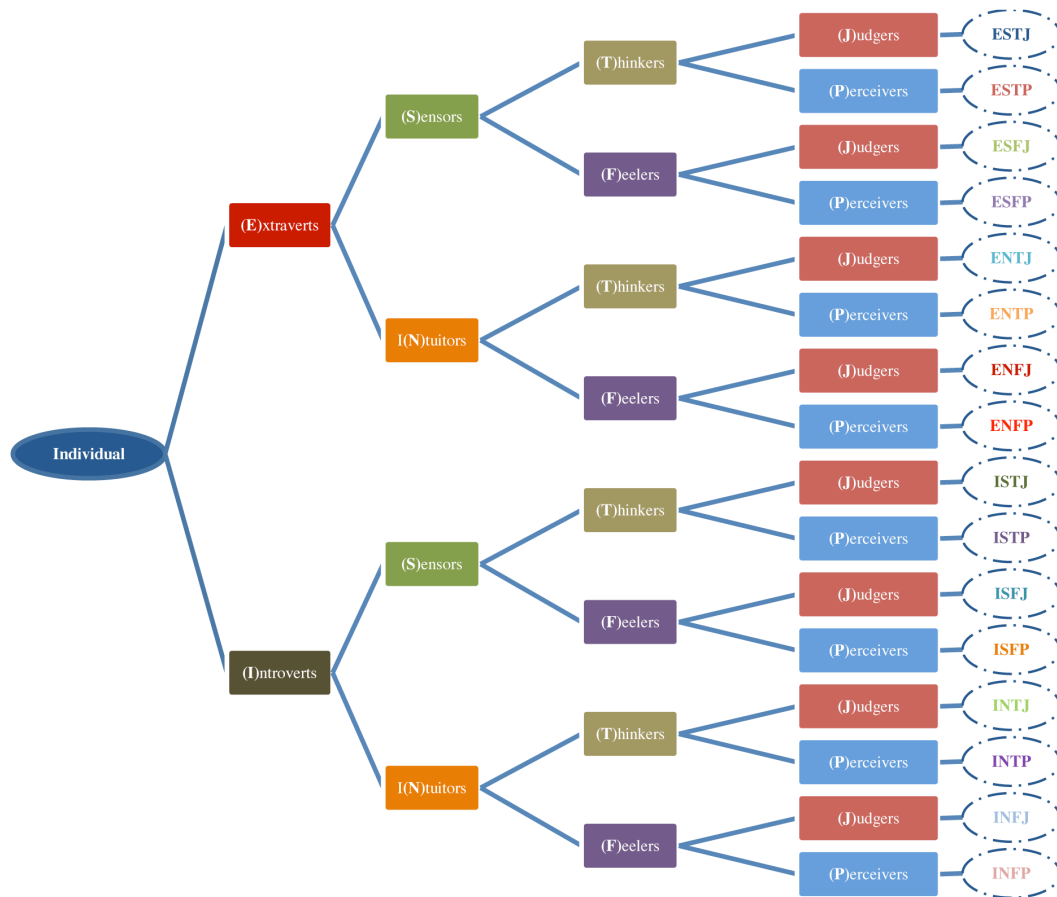 (J)udgers
ESTJ
(T)hinkers
(P)erceivers
ESTP
(S)ensors
(J)udgers
ESFJ
(F)eelers
(P)erceivers
ESFP
(E)xtraverts
(J)udgers
ENTJ
(T)hinkers
(P)erceivers
ENTP
I(N)tuitors
(J)udgers
ENFJ
(F)eelers
(P)erceivers
ENFP
Individual
(J)udgers
ISTJ
(T)hinkers
(P)erceivers
ISTP
(S)ensors
(J)udgers
ISFJ
(F)eelers
(P)erceivers
ISFP
(I)ntroverts
(J)udgers
INTJ
(T)hinkers
(P)erceivers
INTP
I(N)tuitors
(J)udgers
INFJ
(F)eelers
(P)erceivers
INFP